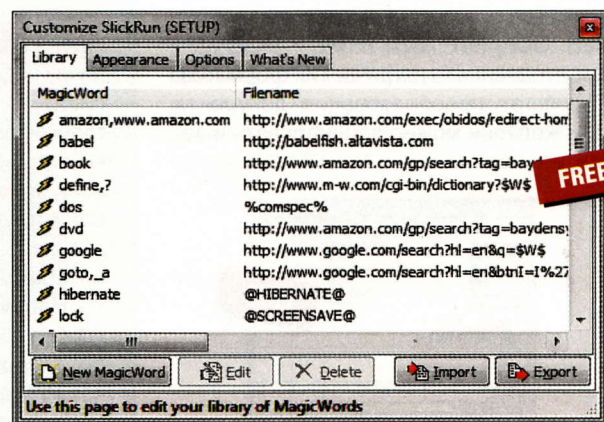 Customize SlickRun (SETUP)
Library Appearance Options What's New
MagicWord Filename
amazon,www.amazon.com http://www.amazon.com/exec/obidos/redirect-hom
babel http://babelfish.altavista.com
book http://www.amazon.com/gp/search?tag=bayd
define,? http://www.m-w.com/cgi-bin/dictionary?$W$
FREE
dos %comspec%
dvd http://www.amazon.com/gp/search?tag=baydensy
google http://www.google.com/search?hl=en&q=$W$
goto,_a http://www.google.com/search?hl=en&btnI=I%27
hibernate @HIBERNATE@
lock @SCREENSAVE@
New MagicWord Edit Delete Import Export
Use this page to edit your library of MagicWords